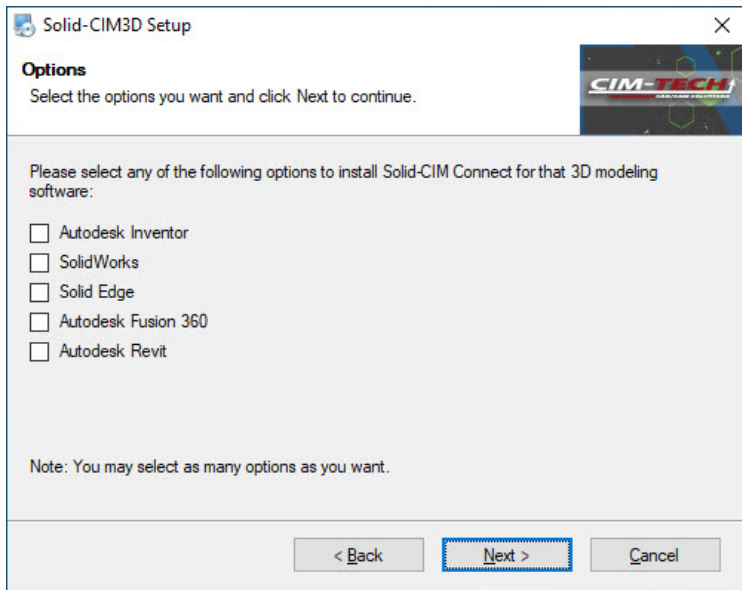 Solid-CIM3D Setup
Options
Select the options you want and click Next to continue.
CIM-TECH
Please select any of the following options to install Solid-CIM Connect for that 3D modeling
software:
Autodesk Inventor
SolidWorks
Solid Edge
Autodesk Fusion 360
Autodesk Revit
Note: You may select as many options as you want.
< Back
Next >
Cancel